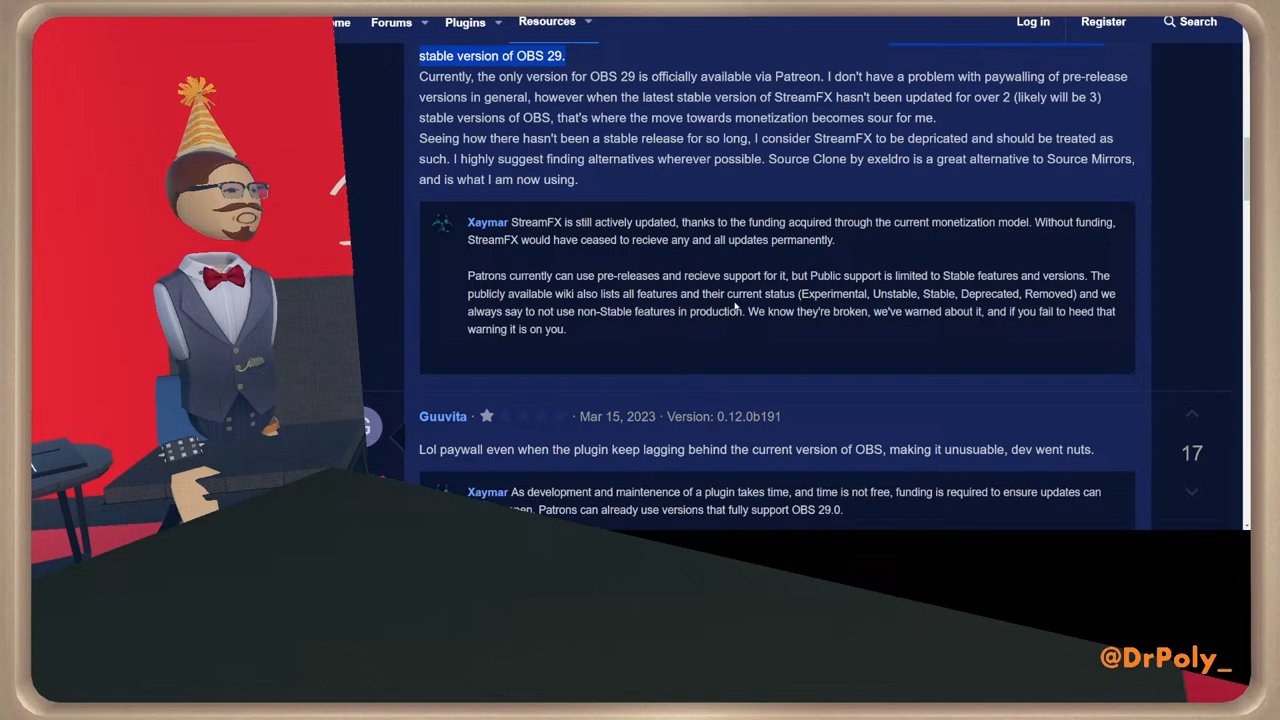 ome Forums Plugins Resources Log in Register Search
stable version of OBS 29.
Currently, the only version for OBS 29 is officially available via Patreon. I don't have a problem with paywalling of pre-release
versions in general, however when the latest stable version of StreamFX hasn't been updated for over 2 (likely will be 3)
stable versions of OBS, that's where the move towards monetization becomes sour for me.
Seeing how there hasn't been a stable release for so long, I consider StreamFX to be depricated and should be treated as
such. I highly suggest finding alternatives wherever possible. Source Clone by exeldro is a great alternative to Source Mirrors,
and is what I am now using.
Xaymar StreamFX is still actively updated, thanks to the funding acquired through the current monetization model. Without funding,
StreamFX would have ceased to recieve any and all updates permanently.
Patrons currently can use pre-releases and recieve support for it, but Public support is limited to Stable features and versions. The
publicly available wiki also lists all features and their current status (Experimental, Unstable, Stable, Deprecated, Removed) and we
always say to not use non-Stable features in production. We know they're broken, we've warned about it, and if you fail to heed that
warning it is on you.
G
Guuvita · Mar 15, 2023 · Version: 0.12.0b191
Lol paywall even when the plugin keep lagging behind the current version of OBS, making it unusuable, dev went nuts.
17
Xaymar As development and maintenence of a plugin takes time, and time is not free, funding is required to ensure updates can
pen. Patrons can already use versions that fully support OBS 29.0.
@DrPoly_